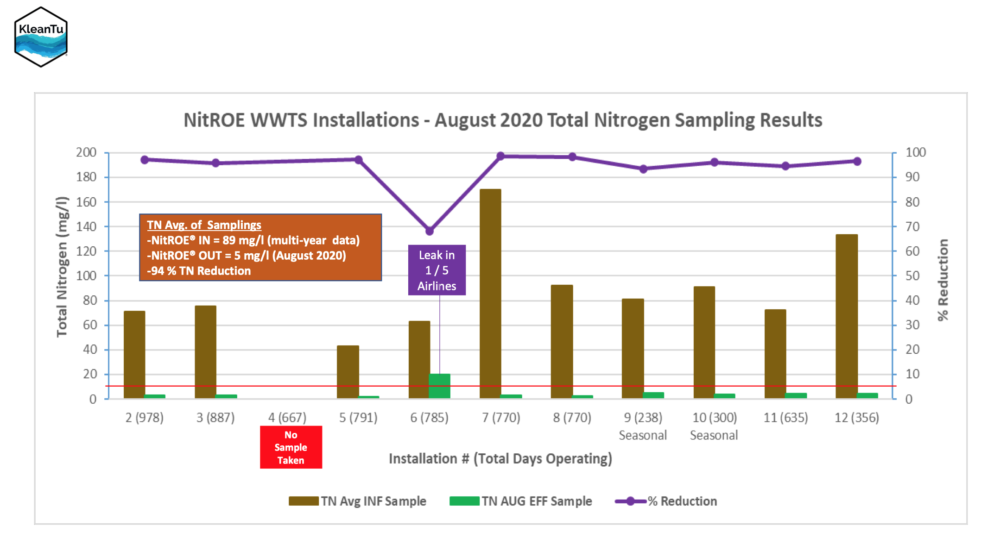 KleanTu
NitROE WWTS Installations - August 2020 Total Nitrogen Sampling Results
200
180
160
140
120
100
80
60
40
20
0
Total Nitrogen (mg/l)
TN Avg. of Samplings
-NitROE® IN = 89 mg/l (multi-year data)
-NitROE® OUT = 5 mg/l (August 2020)
-94 % TN Reduction
Leak in
1 / 5
Airlines
100
90
80
70
60
50
40
30
20
10
0
% Reduction
2 (978)
3 (887)
4 (667)
5 (791)
6 (785)
7 (770)
8 (770)
9 (238)
Seasonal
10 (300)
Seasonal
11 (635)
12 (356)
No
Sample
Taken
Installation # (Total Days Operating)
TN Avg INF Sample
TN AUG EFF Sample
% Reduction